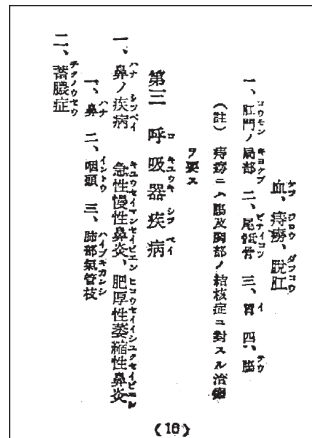 血、痔瘻、脱肛
一、肛門ノ局部 二、尾骶骨 三、胃 四、腸
(註) 痔瘻ニハ腸及胸部ノ結核症ニ對スル治療
ヲ要ス
第三 呼吸器疾病
一、鼻ノ疾病 急性慢性鼻炎、肥厚性萎縮性鼻炎
一、鼻 二、咽頭 三、肺部氣管枝
二、蓄膿症
(16)